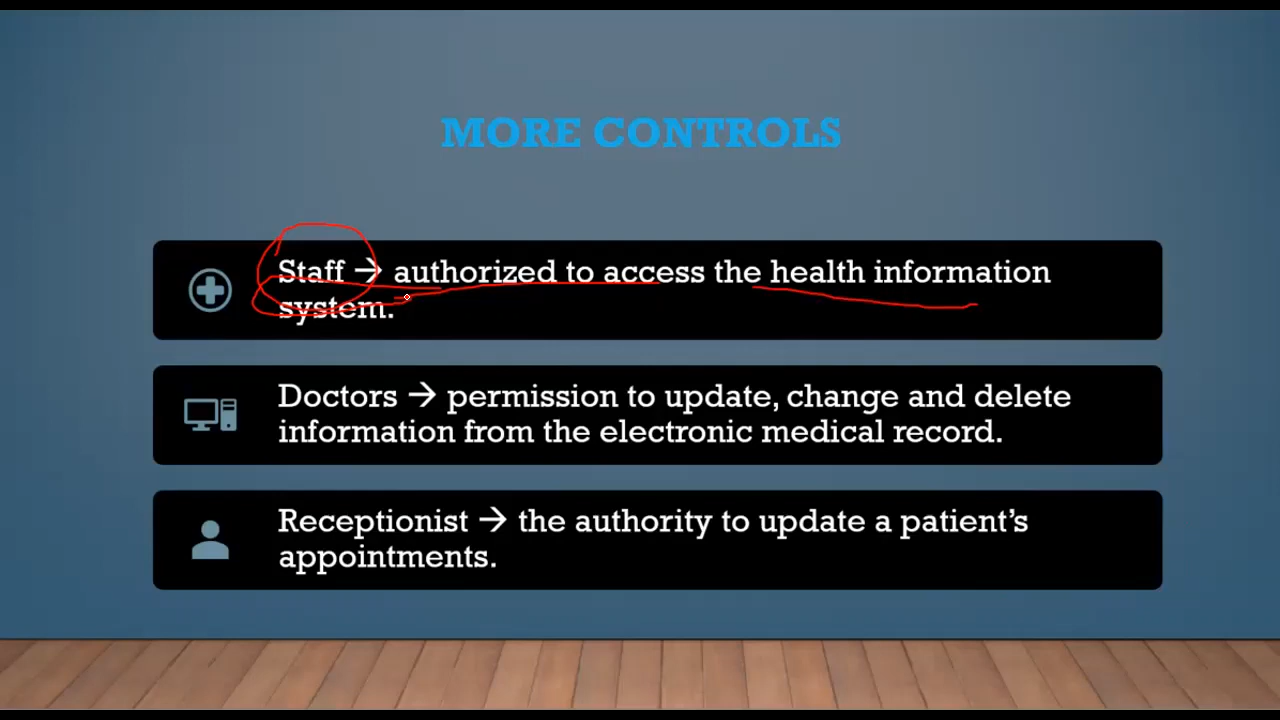 MORE CONTROLS
Staff → authorized to access the health information
system.
Doctors → permission to update, change and delete
information from the electronic medical record.
Receptionist → the authority to update a patient's
appointments.